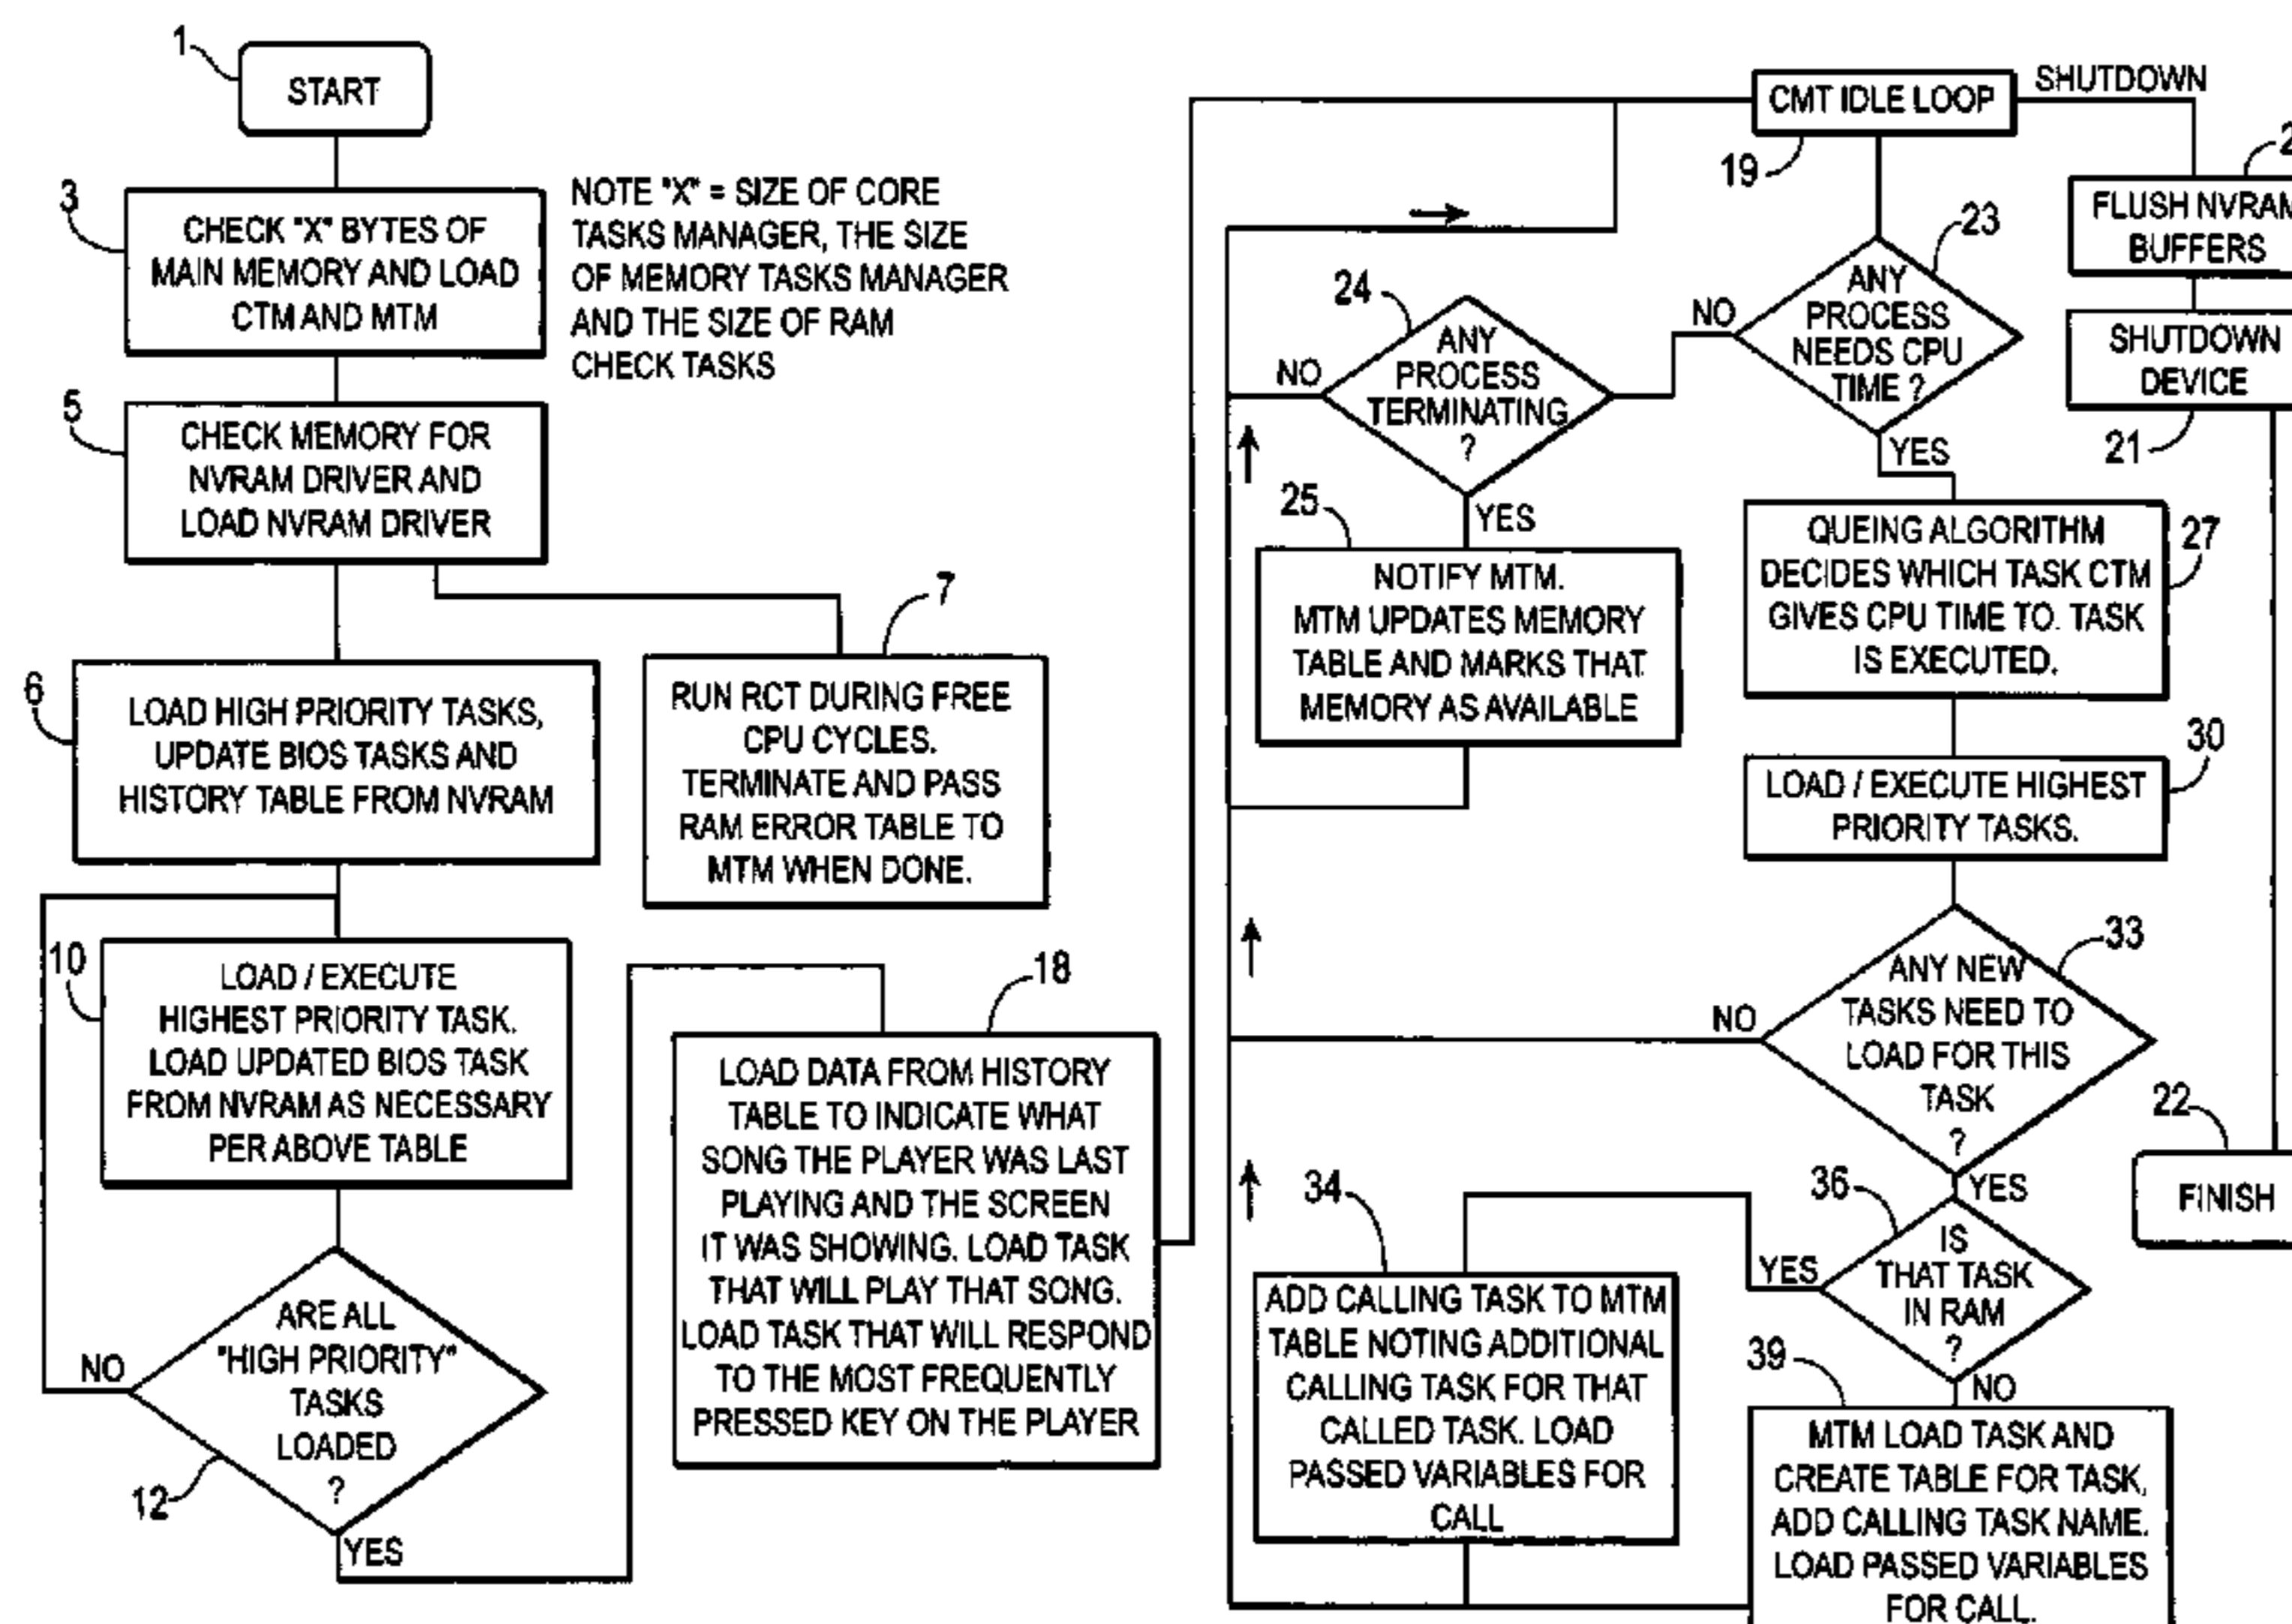 1
START
3
CHECK "X" BYTES OF
MAIN MEMORY AND LOAD
CTM AND MTM
NOTE "X" = SIZE OF CORE
TASKS MANAGER, THE SIZE
OF MEMORY TASKS MANAGER
AND THE SIZE OF RAM
CHECK TASKS
5
CHECK MEMORY FOR
NVRAM DRIVER AND
LOAD NVRAM DRIVER
7
RUN RCT DURING FREE
CPU CYCLES.
TERMINATE AND PASS
RAM ERROR TABLE TO
MTM WHEN DONE.
6
LOAD HIGH PRIORITY TASKS,
UPDATE BIOS TASKS AND
HISTORY TABLE FROM NVRAM
10
LOAD / EXECUTE
HIGHEST PRIORITY TASK.
LOAD UPDATED BIOS TASK
FROM NVRAM AS NECESSARY
PER ABOVE TABLE
ARE ALL
"HIGH PRIORITY"
TASKS
LOADED
?
NO
12
YES
18
LOAD DATA FROM HISTORY
TABLE TO INDICATE WHAT
SONG THE PLAYER WAS LAST
PLAYING AND THE SCREEN
IT WAS SHOWING. LOAD TASK
THAT WILL PLAY THAT SONG.
LOAD TASK THAT WILL RESPOND
TO THE MOST FREQUENTLY
PRESSED KEY ON THE PLAYER
CMT IDLE LOOP
19
SHUTDOWN
FLUSH NVRAM
BUFFERS
SHUTDOWN
DEVICE
21
22
FINISH
23
ANY
PROCESS
NEEDS CPU
TIME ?
NO
YES
24
ANY
PROCESS
TERMINATING
?
NO
YES
25
NOTIFY MTM.
MTM UPDATES MEMORY
TABLE AND MARKS THAT
MEMORY AS AVAILABLE
27
QUEING ALGORITHM
DECIDES WHICH TASK CTM
GIVES CPU TIME TO. TASK
IS EXECUTED.
30
LOAD / EXECUTE HIGHEST
PRIORITY TASKS.
33
ANY NEW
TASKS NEED TO
LOAD FOR THIS
TASK
?
NO
YES
36
IS
THAT TASK
IN RAM
?
YES
NO
34
ADD CALLING TASK TO MTM
TABLE NOTING ADDITIONAL
CALLING TASK FOR THAT
CALLED TASK. LOAD
PASSED VARIABLES FOR
CALL
39
MTM LOAD TASK AND
CREATE TABLE FOR TASK,
ADD CALLING TASK NAME.
LOAD PASSED VARIABLES
FOR CALL.